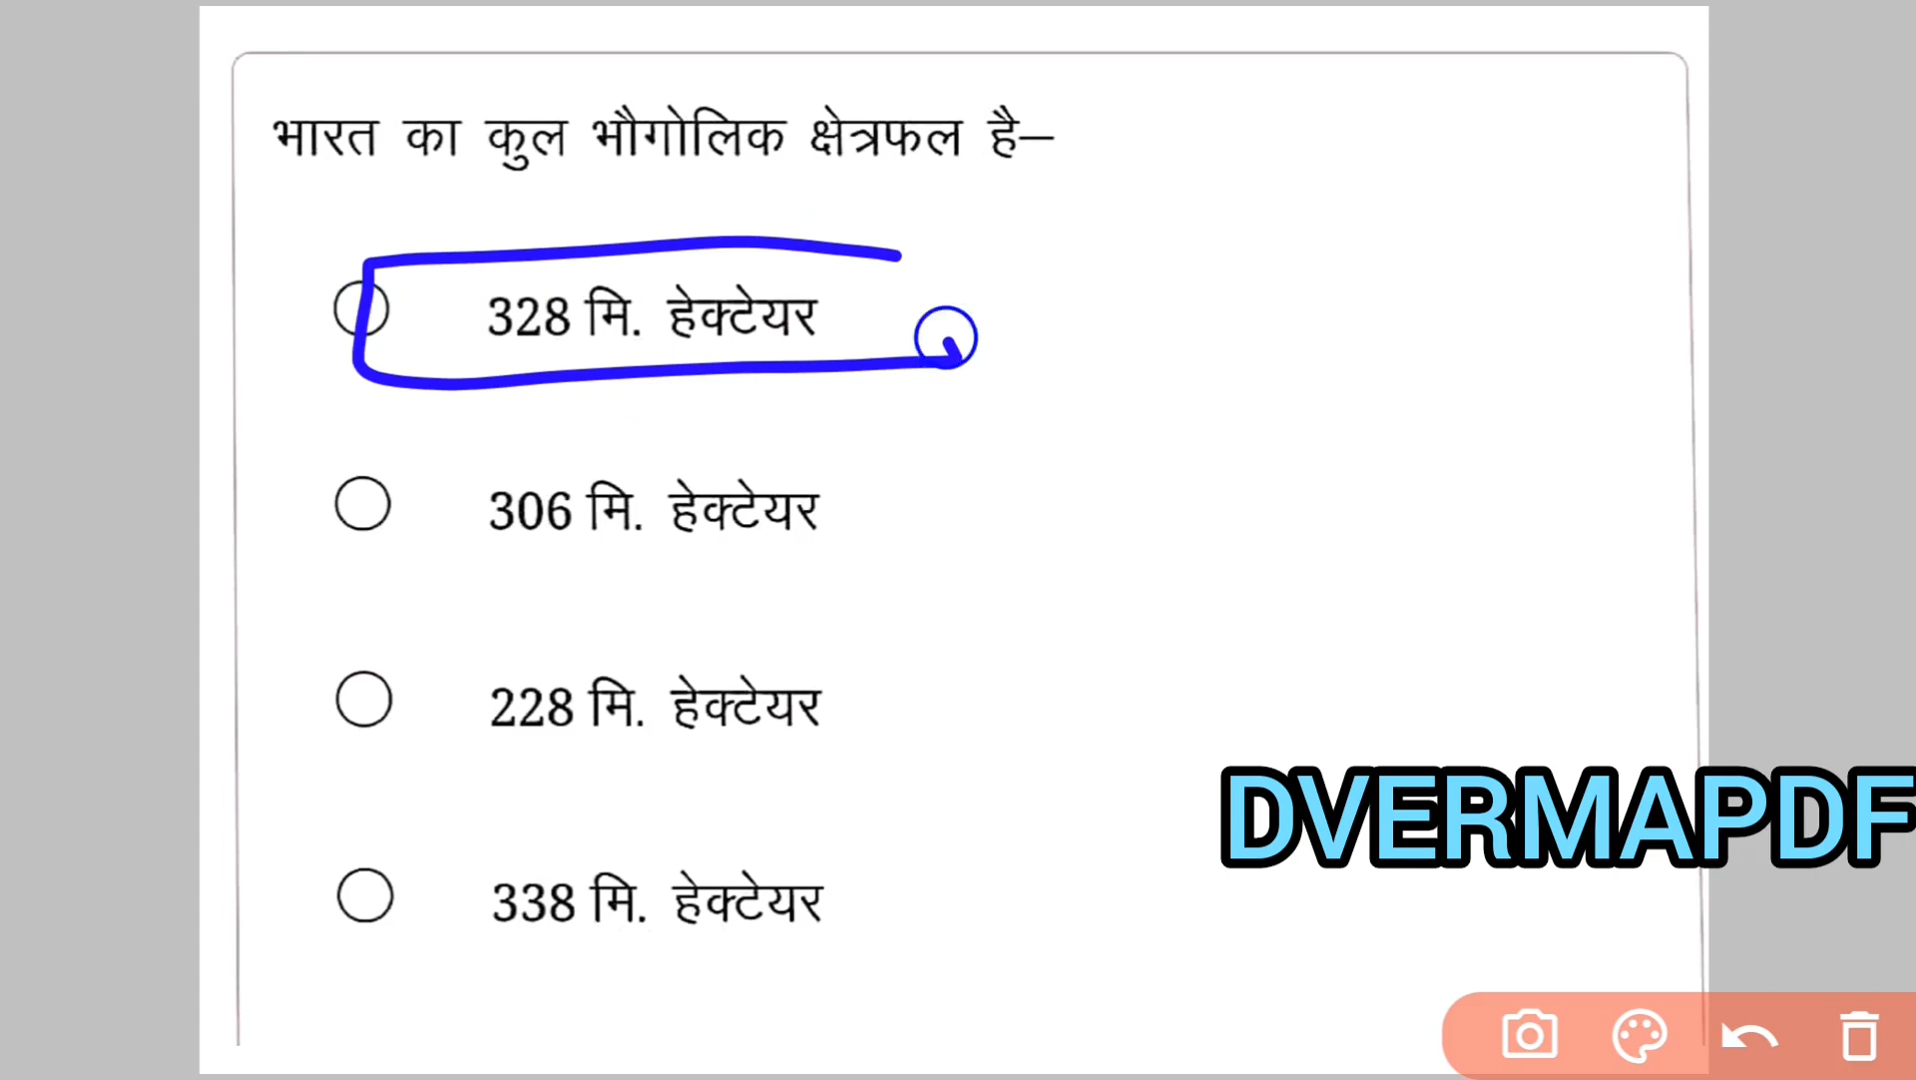 भारत का कुल भौगोलिक क्षेत्रफल है—
328 मि. हेक्टेयर
306 मि. हेक्टेयर
228 मि. हेक्टेयर
338 मि. हेक्टेयर
DVERMAPDF